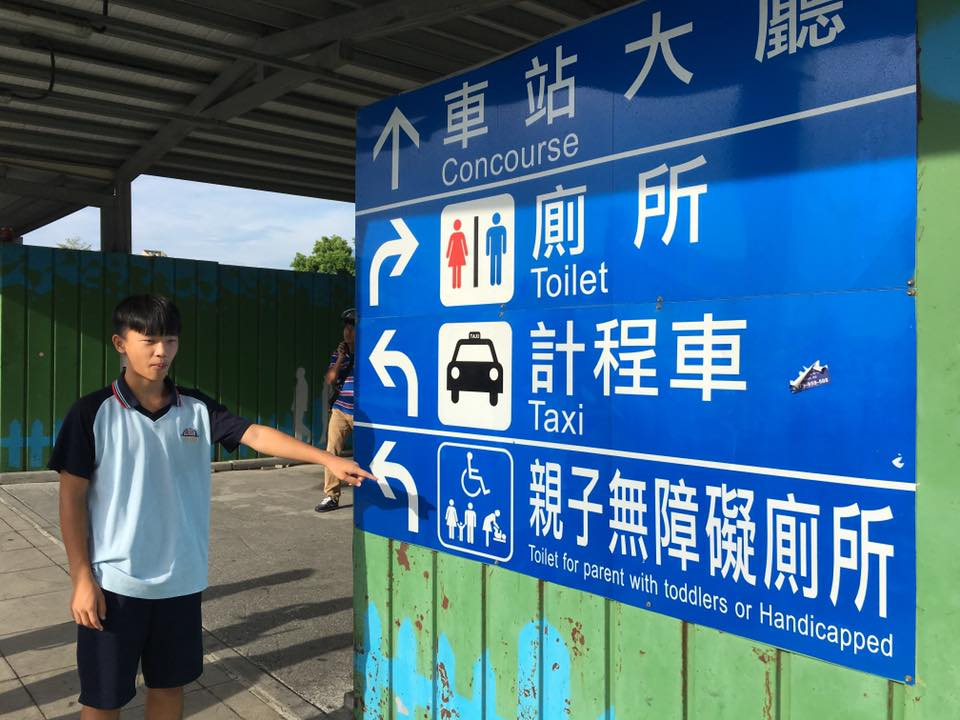 車站大廳
Concourse
廁所
Toilet
TAXI
計程車
Taxi
親子無障礙廁所
Toilet for parent with toddlers or Handicapped